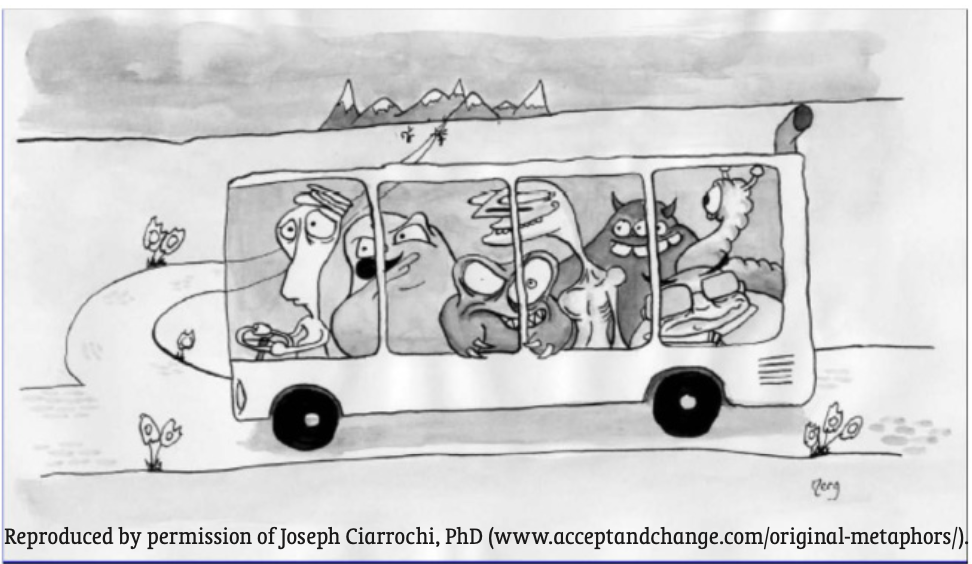 Reproduced by permission of Joseph Ciarrochi, PhD (www.acceptandchange.com/original-metaphors/).